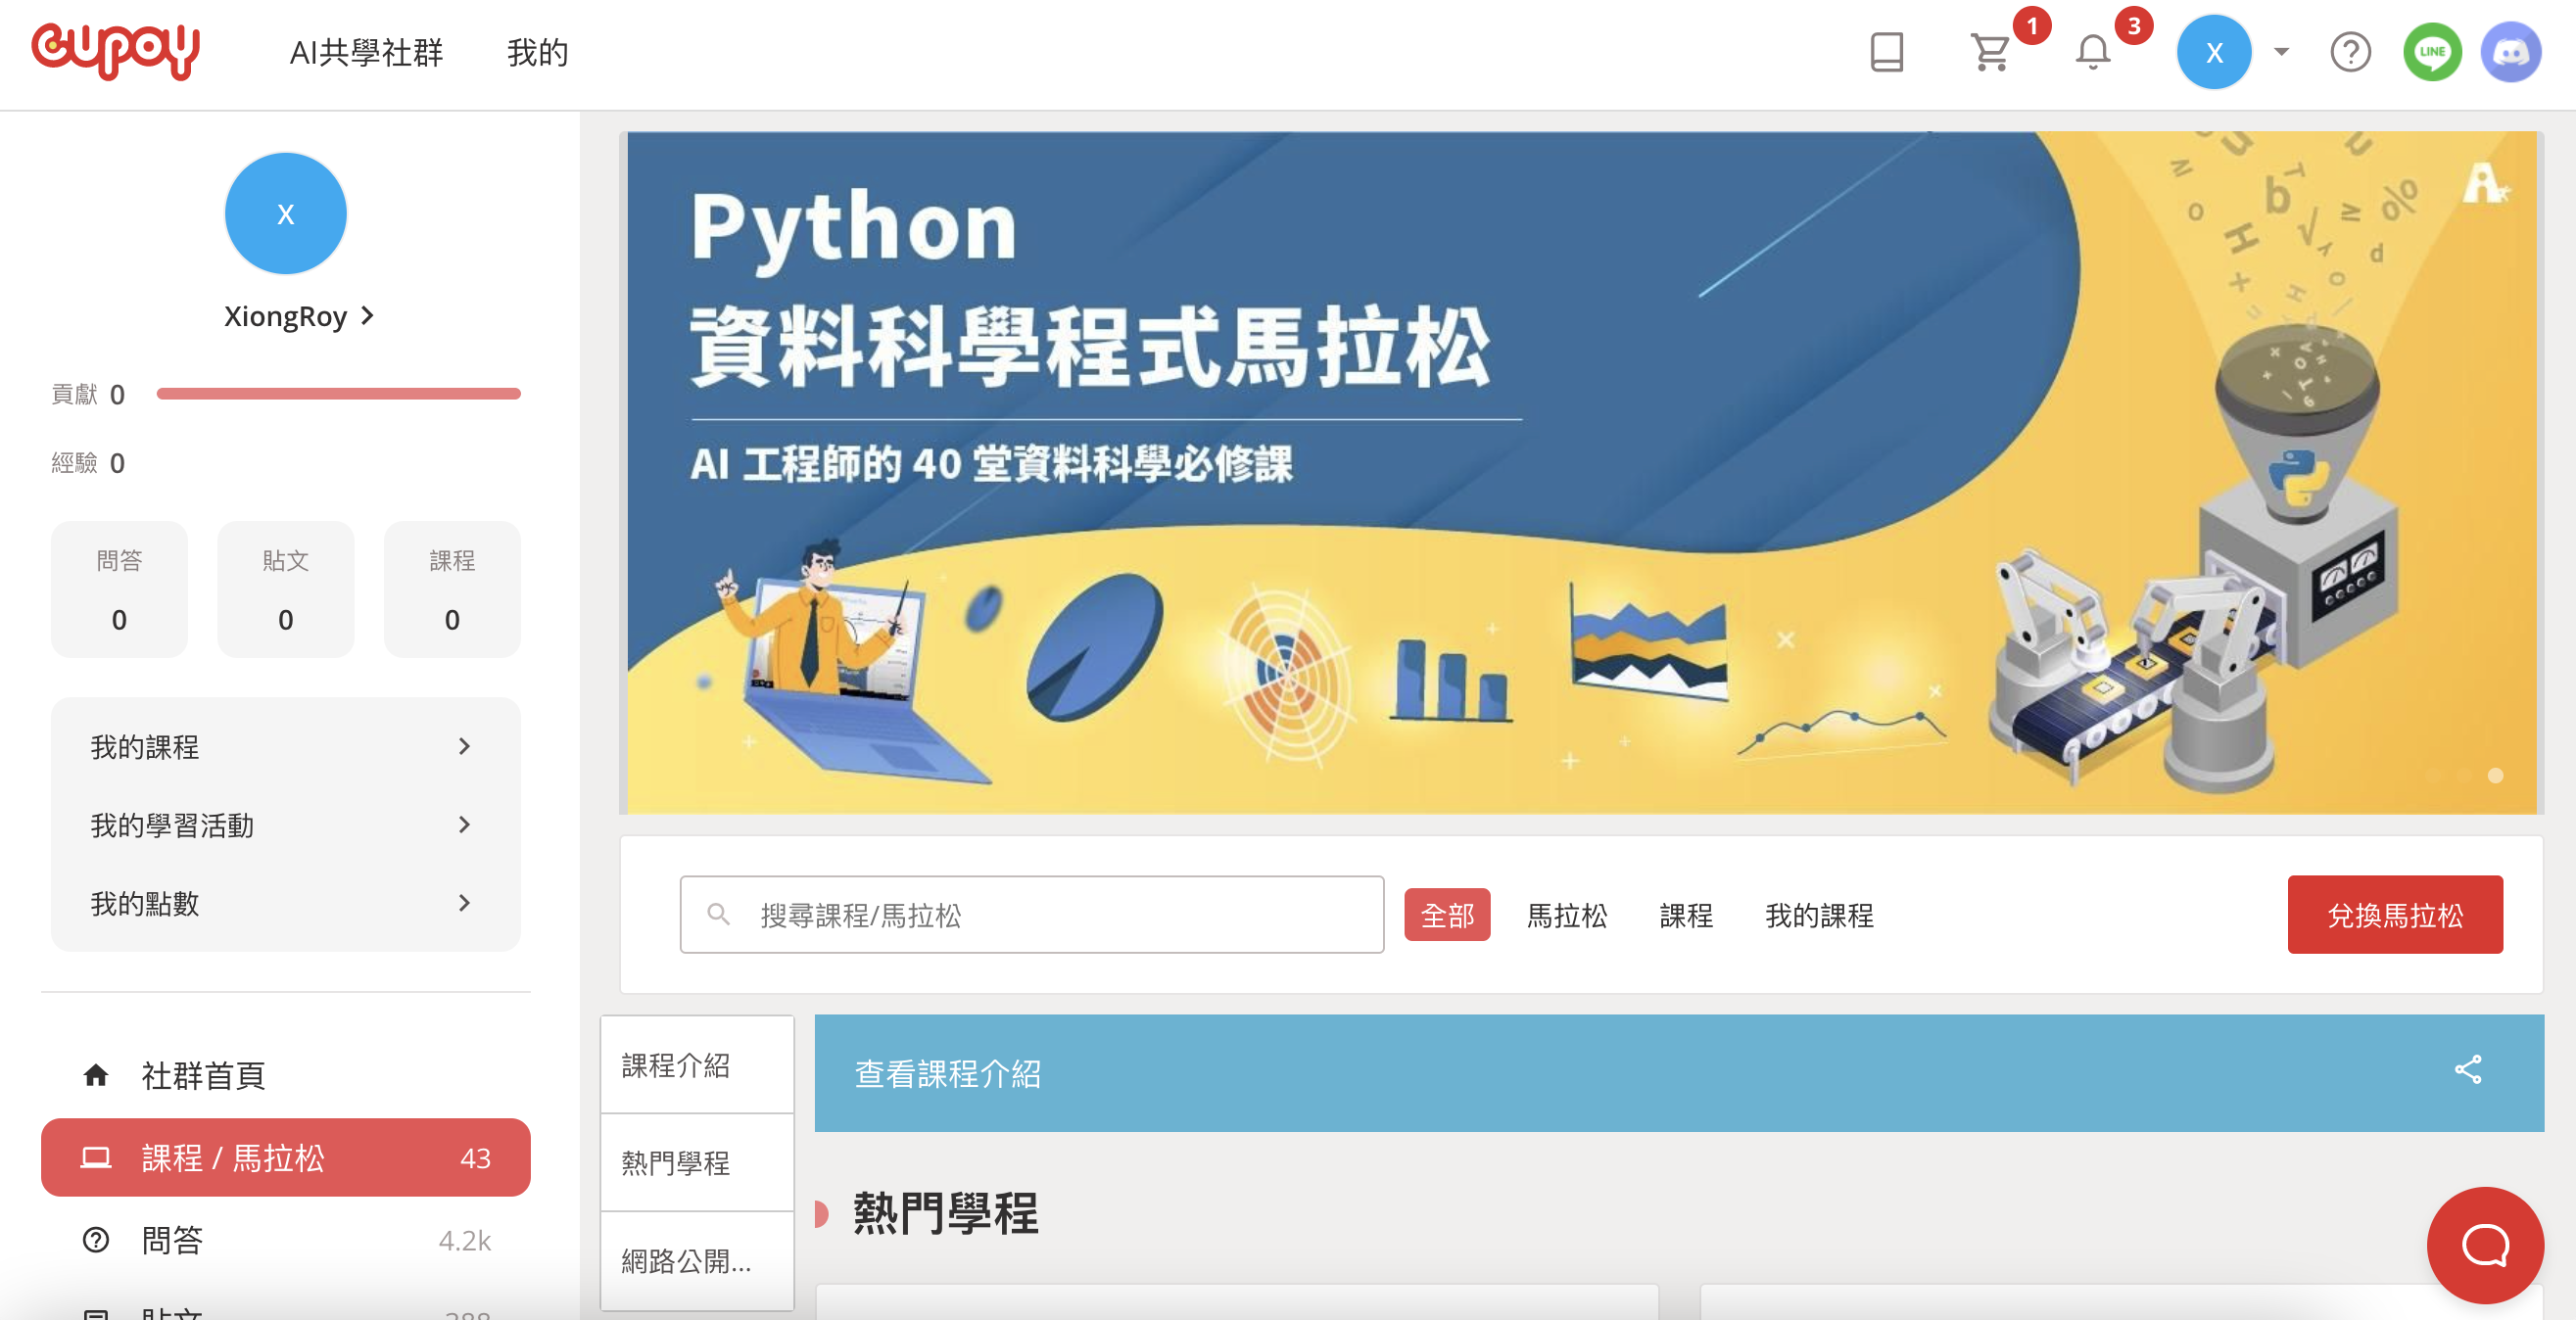 cupoy
AI共學社群
我的
1
3
X
LINE
X
XiongRoy
貢獻 0
經驗 0
問答
0
貼文
0
課程
0
我的課程
我的學習活動
我的點數
社群首頁
課程 / 馬拉松 43
問答 4.2k
貼文 388
Python
資料科學程式馬拉松
AI 工程師的 40 堂資料科學必修課
搜尋課程/馬拉松
全部
馬拉松
課程
我的課程
兌換馬拉松
課程介紹
熱門學程
網路公開...
查看課程介紹
熱門學程